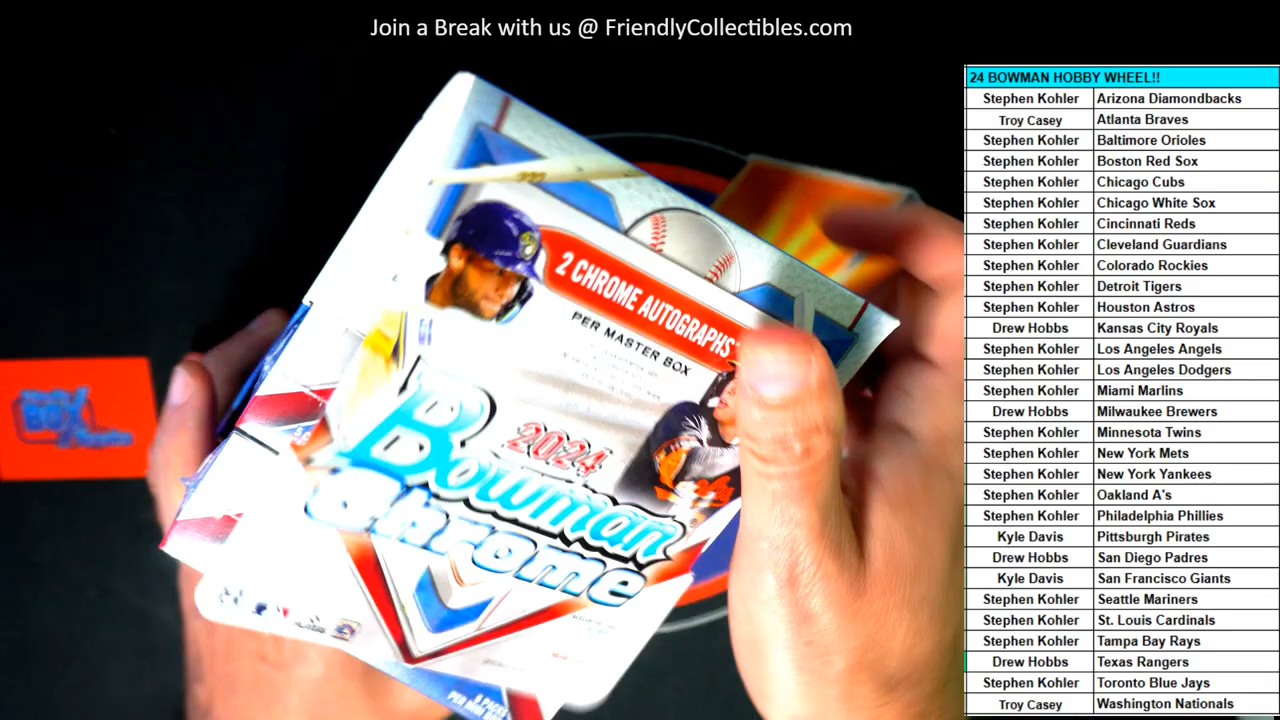 Join a Break with us @ FriendlyCollectibles.com
24 BOWMAN HOBBY WHEEL!!
Stephen Kohler Arizona Diamondbacks
Troy Casey Atlanta Braves
Stephen Kohler Baltimore Orioles
Stephen Kohler Boston Red Sox
Stephen Kohler Chicago Cubs
Stephen Kohler Chicago White Sox
Stephen Kohler Cincinnati Reds
Stephen Kohler Cleveland Guardians
Stephen Kohler Colorado Rockies
Stephen Kohler Detroit Tigers
Stephen Kohler Houston Astros
Drew Hobbs Kansas City Royals
Stephen Kohler Los Angeles Angels
Stephen Kohler Los Angeles Dodgers
Stephen Kohler Miami Marlins
Drew Hobbs Milwaukee Brewers
Stephen Kohler Minnesota Twins
Stephen Kohler New York Mets
Stephen Kohler New York Yankees
Stephen Kohler Oakland A's
Stephen Kohler Philadelphia Phillies
Kyle Davis Pittsburgh Pirates
Drew Hobbs San Diego Padres
Kyle Davis San Francisco Giants
Stephen Kohler Seattle Mariners
Stephen Kohler St. Louis Cardinals
Stephen Kohler Tampa Bay Rays
Drew Hobbs Texas Rangers
Stephen Kohler Toronto Blue Jays
Troy Casey Washington Nationals
2 CHROME AUTOGRAPHS
PER MASTER BOX
2024
Bowman
Chrome
BOX